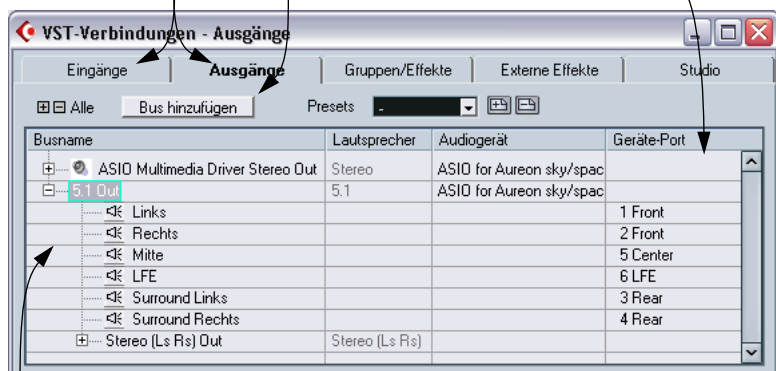 VST-Verbindungen - Ausgänge
Eingänge Ausgänge Gruppen/Effekte Externe Effekte Studio
Alle Bus hinzufügen Presets -
Busname Lautsprecher Audiogerät Geräte-Port
ASIO Multimedia Driver Stereo Out Stereo ASIO for Aureon sky/spac
5.1 Out 5.1 ASIO for Aureon sky/spac
Links 1 Front
Rechts 2 Front
Mitte 5 Center
LFE 6 LFE
Surround Links 3 Rear
Surround Rechts 4 Rear
Stereo (Ls Rs) Out Stereo (Ls Rs)